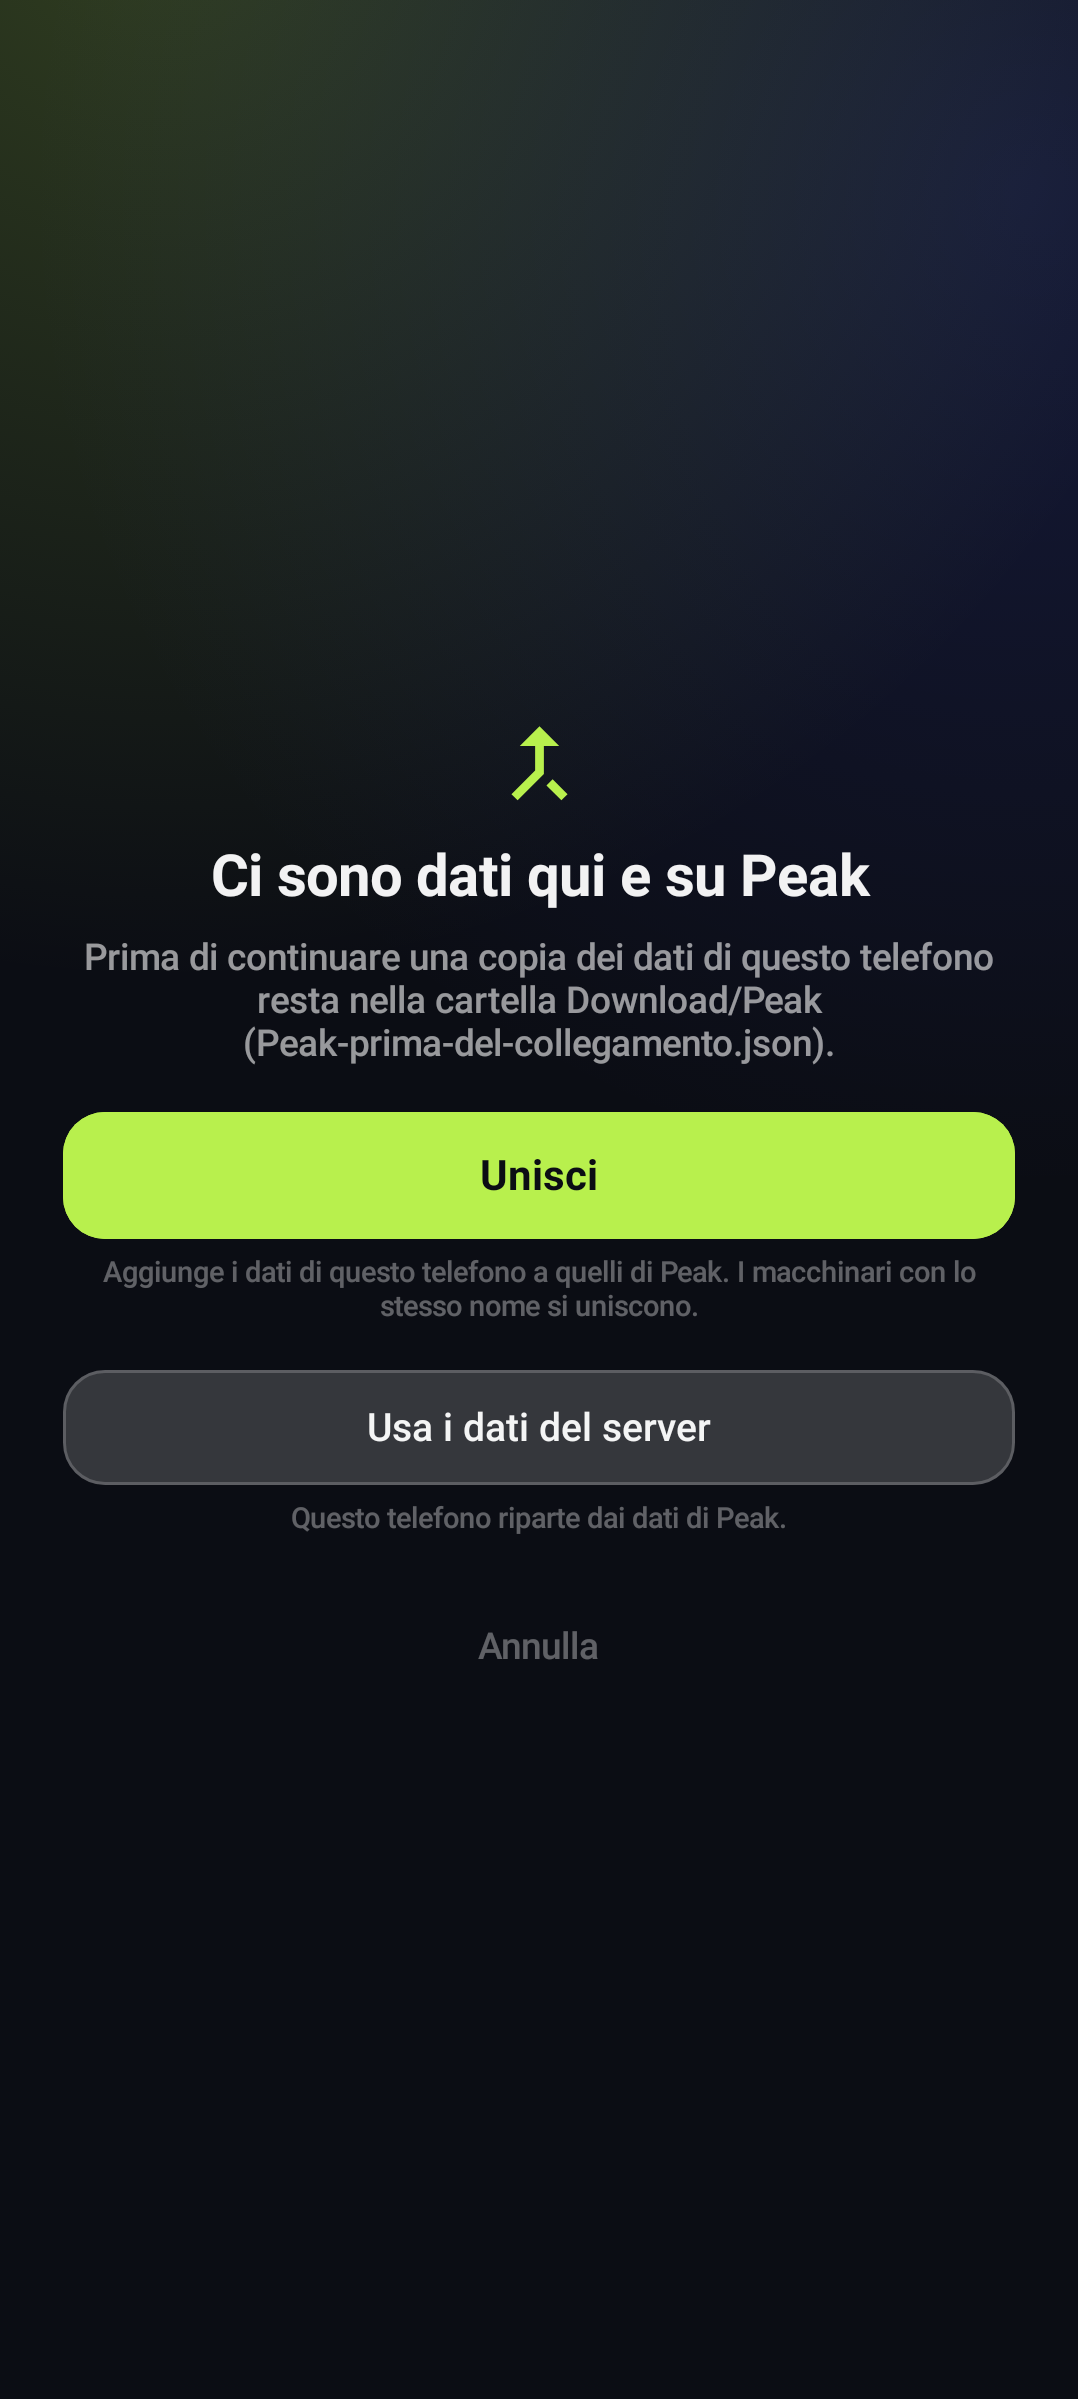 Ci sono dati qui e su Peak
Prima di continuare una copia dei dati di questo telefono
resta nella cartella Download/Peak
(Peak-prima-del-collegamento.json).
Unisci
Aggiunge i dati di questo telefono a quelli di Peak. I macchinari con lo
stesso nome si uniscono.
Usa i dati del server
Questo telefono riparte dai dati di Peak.
Annulla